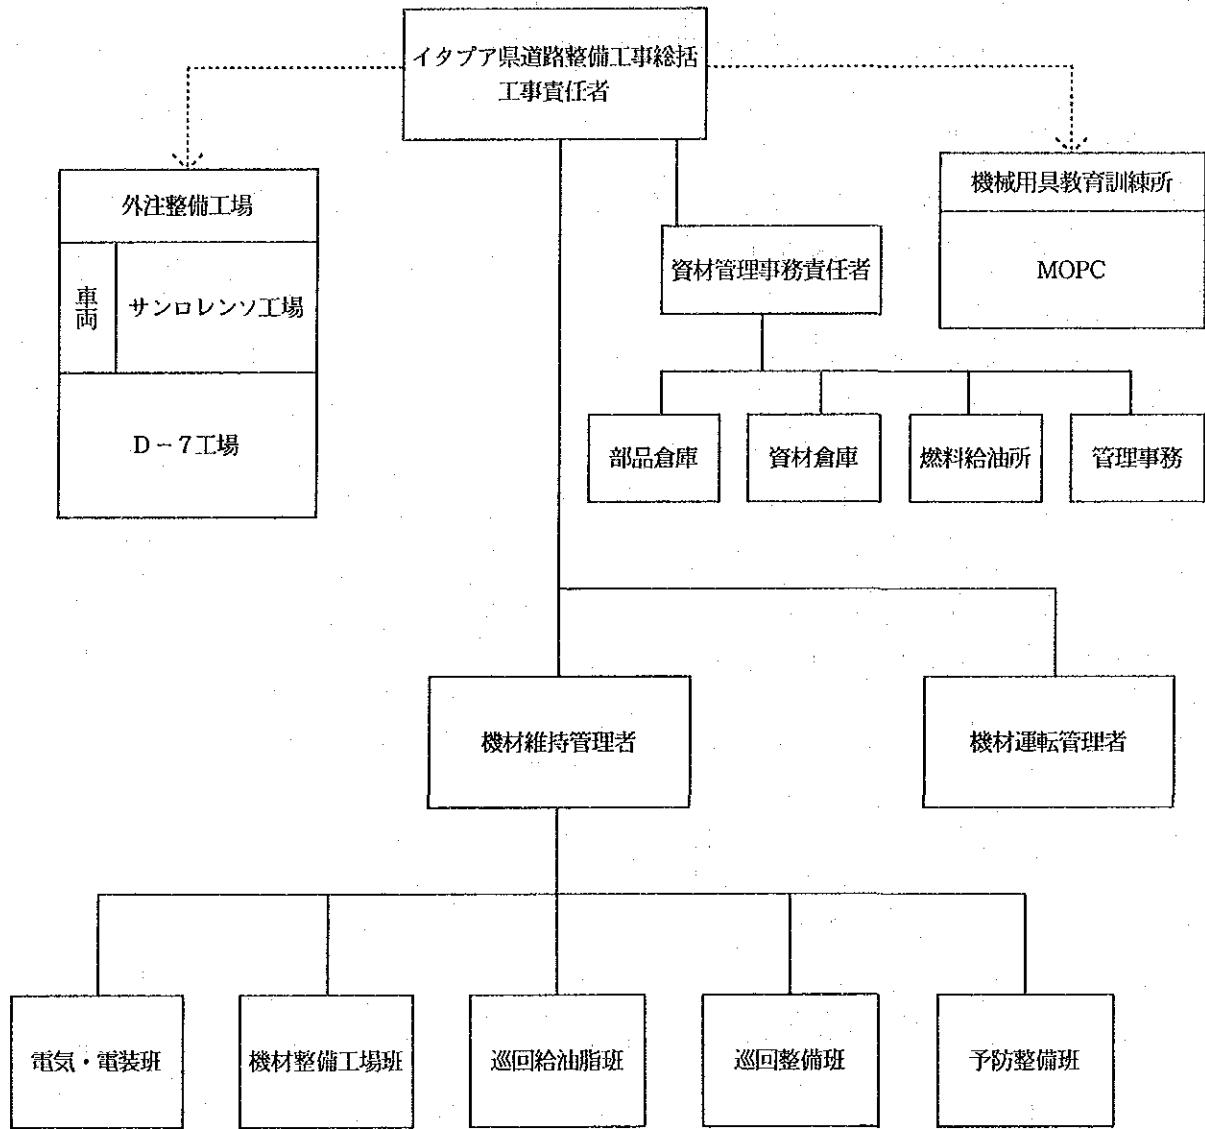 イタプア県道路整備工事総括
工事責任者
外注整備工場
車両
サンロレンソ工場
D－7工場
機械用具教育訓練所
MOPC
資材管理事務責任者
部品倉庫
資材倉庫
燃料給油所
管理事務
機材維持管理者
機材運転管理者
電気・電装班
機材整備工場班
巡回給油脂班
巡回整備班
予防整備班